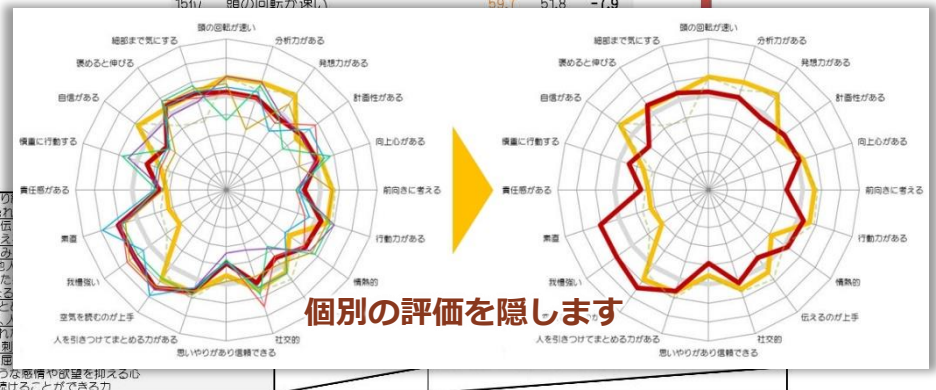 頭の回転が速い
59.7
51.8
-7.9
頭の回転が速い
分析力がある
発想力がある
計画性がある
向上心がある
前向きに考える
行動力がある
情熱的
社交的
思いやりがあり信頼できる
人を引きつけてまとめる力がある
空気を読むのが上手
我慢強い
素直
責任感がある
慎重に行動する
自信がある
褒めると伸びる
細部まで気にする
頭の回転が速い
分析力がある
発想力がある
計画性がある
向上心がある
前向きに考える
行動力がある
情熱的
伝えるのが上手
社交的
思いやりがあり信頼できる
人を引きつけてまとめる力がある
我慢強い
素直
責任感がある
慎重に行動する
自信がある
褒めると伸びる
細部まで気にする
個別の評価を隠します
うな感情や欲望を抑える心
続けることができる力